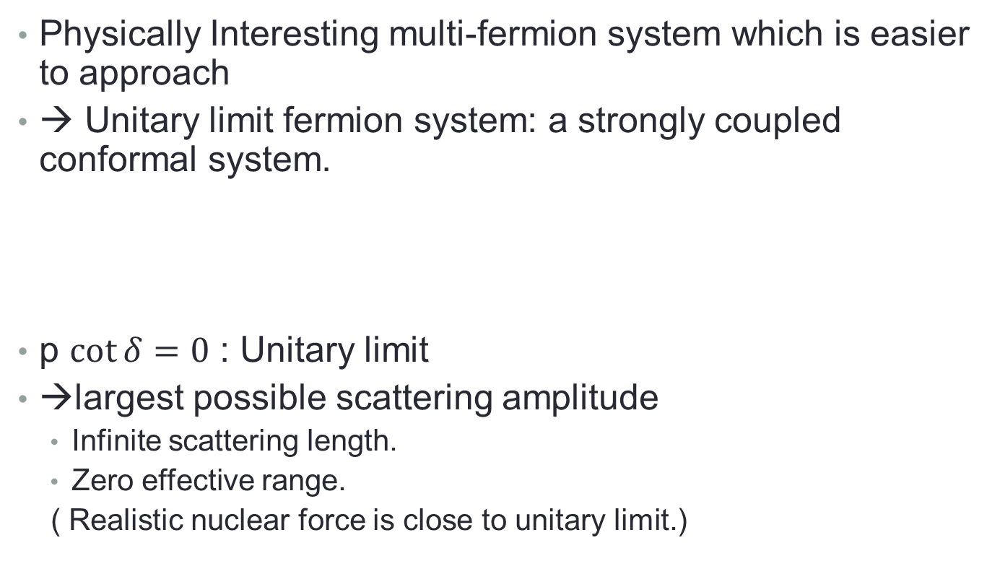 • Physically Interesting multi-fermion system which is easier
to approach
• → Unitary limit fermion system: a strongly coupled
conformal system.
• p cot δ = 0 : Unitary limit
• →largest possible scattering amplitude
• Infinite scattering length.
• Zero effective range.
( Realistic nuclear force is close to unitary limit.)